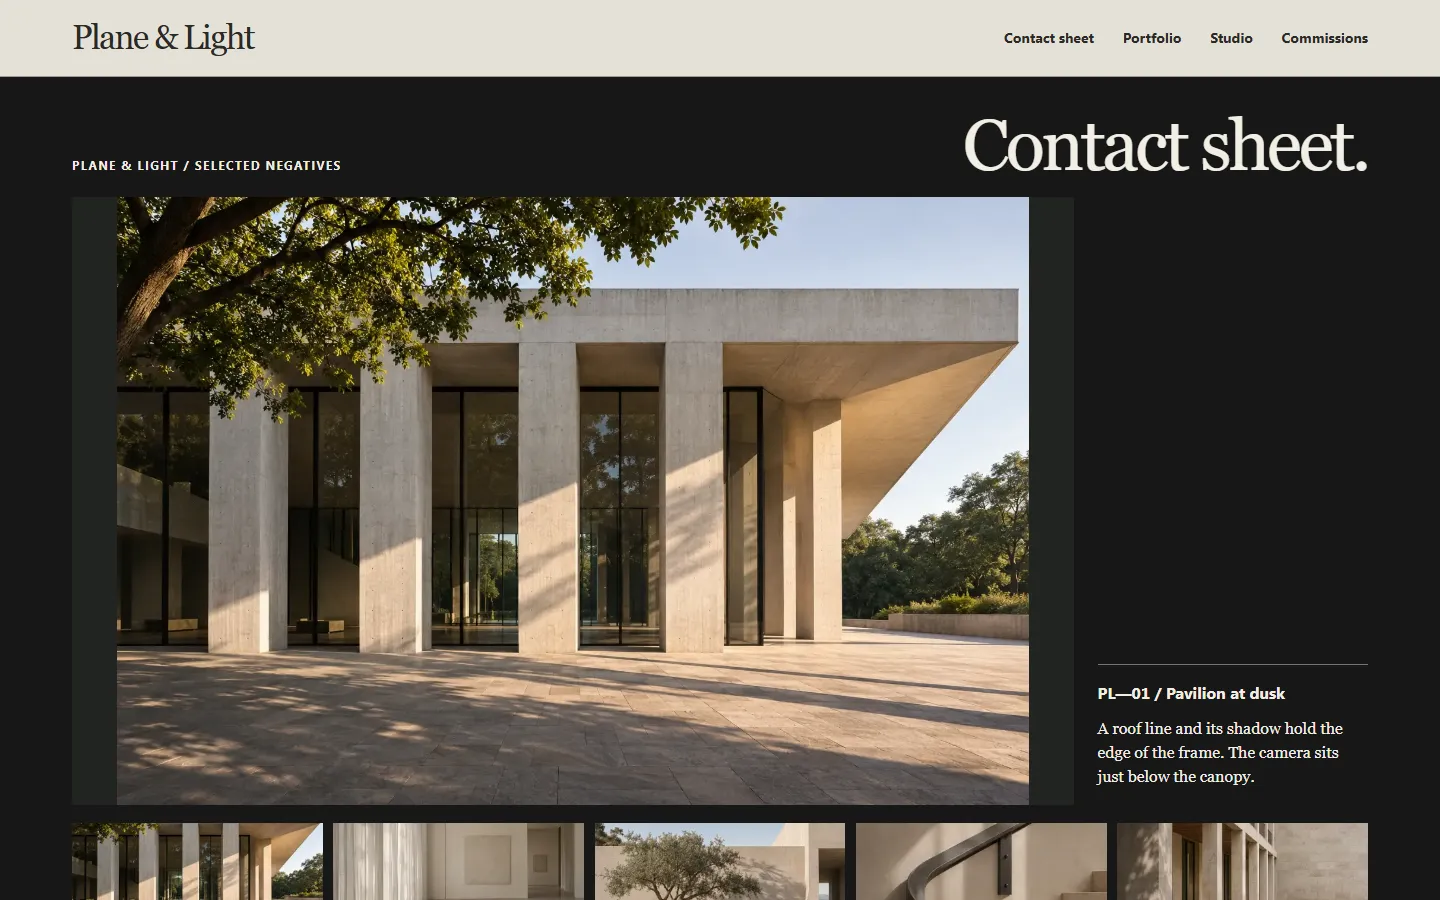 Plane & Light
Contact sheet
Portfolio
Studio
Commissions
PLANE & LIGHT / SELECTED NEGATIVES
Contact sheet.
PL—01 / Pavilion at dusk
A roof line and its shadow hold the
edge of the frame. The camera sits
just below the canopy.